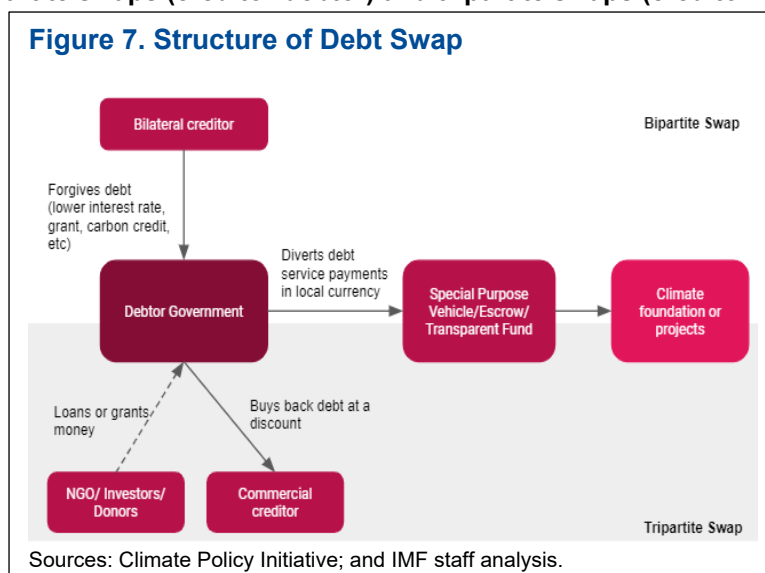 Figure 7. Structure of Debt Swap
Bilateral creditor
Bipartite Swap
Forgives debt
(lower interest rate,
grant, carbon credit,
etc)
Diverts debt
service payments
in local currency
Debtor Government
Special Purpose
Vehicle/Escrow/
Transparent Fund
Climate
foundation or
projects
Loans or grants
money
Buys back debt at a
discount
NGO/ Investors/
Donors
Commercial
creditor
Tripartite Swap
Sources: Climate Policy Initiative; and IMF staff analysis.